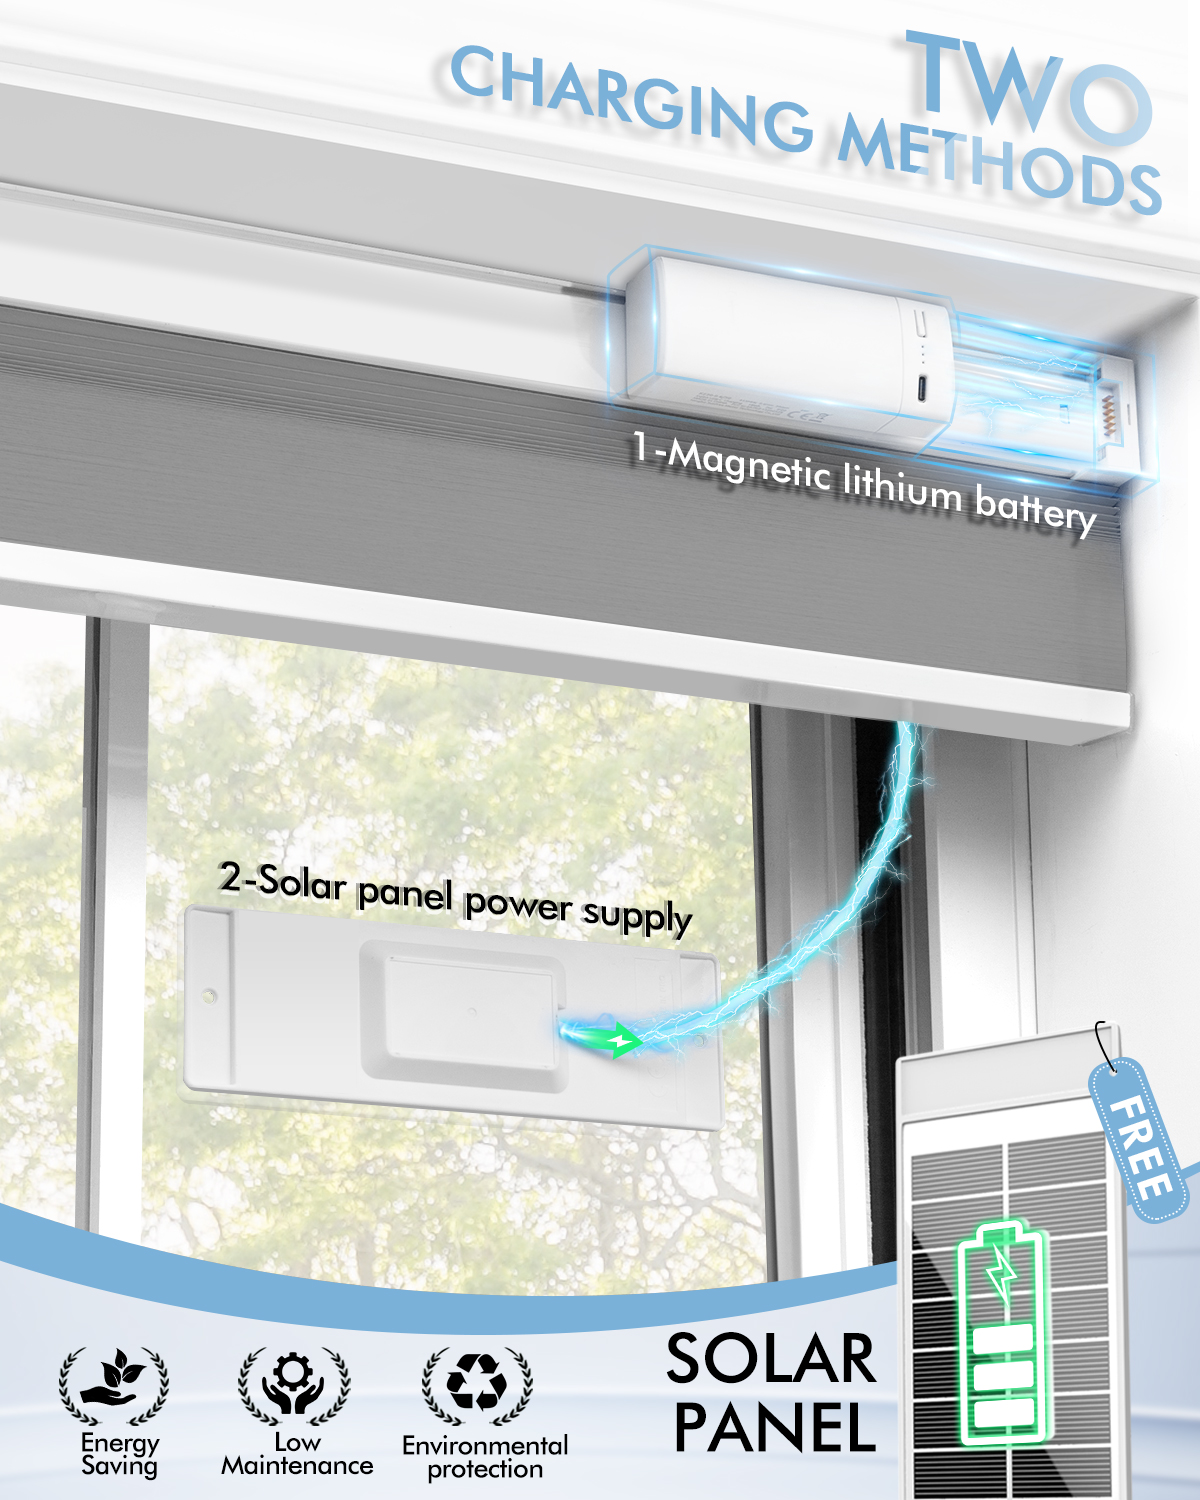 TWO
CHARGING METHODS
1-Magnetic lithium battery
2-Solar panel power supply
FREE
SOLAR
PANEL
Energy
Saving
Low
Maintenance
Environmental
protection